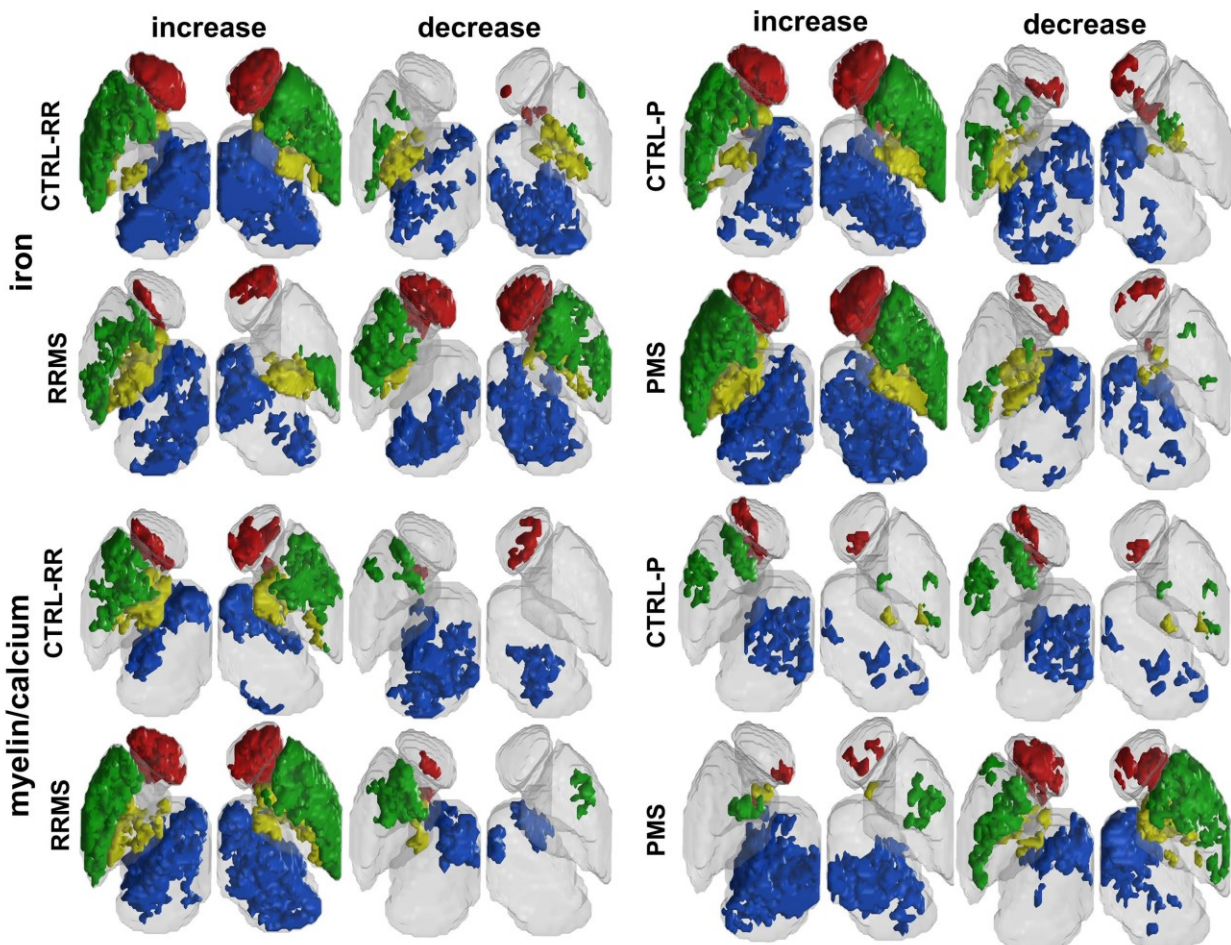 increase decrease increase decrease
iron
CTRL-RR CTRL-P
RRMS PMS
myelin/calcium
CTRL-RR CTRL-P
RRMS PMS